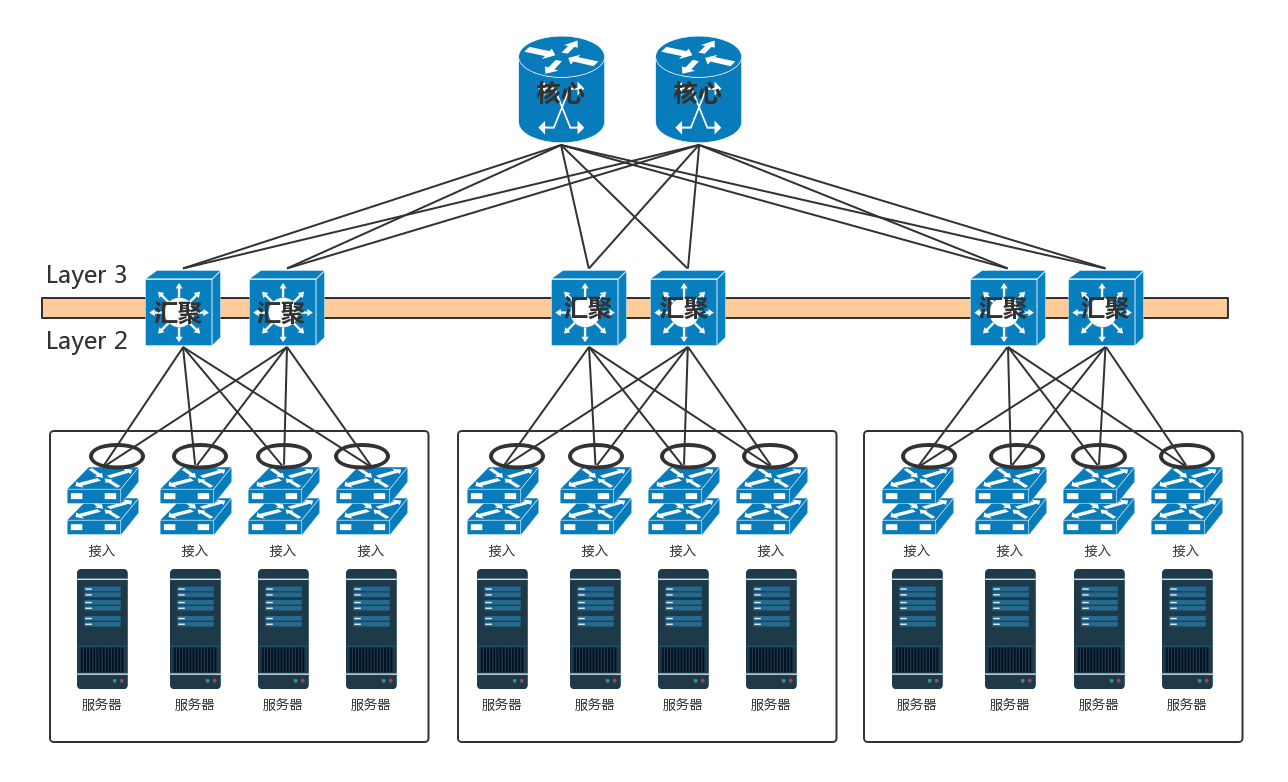 核心
核心
Layer 3
汇聚
汇聚
汇聚
汇聚
汇聚
汇聚
Layer 2
接入
接入
接入
接入
接入
接入
接入
接入
接入
接入
接入
接入
服务器
服务器
服务器
服务器
服务器
服务器
服务器
服务器
服务器
服务器
服务器
服务器